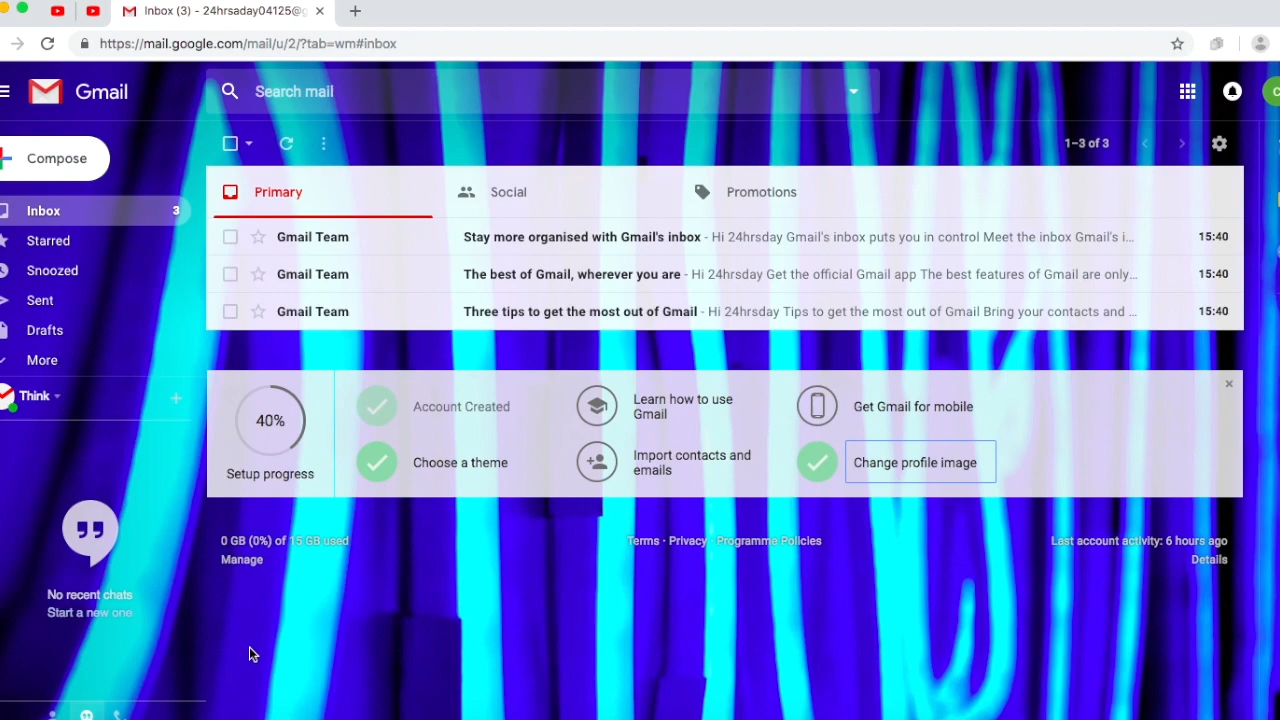 Inbox (3) - 24hrsaday04125@g
https://mail.google.com/mail/u/2/?tab=wm#inbox
Gmail
Search mail
C
Compose
1–3 of 3
Primary
Social
Promotions
Inbox
3
Starred
Snoozed
Sent
Drafts
More
Think
Gmail Team Stay more organised with Gmail's inbox - Hi 24hrsday Gmail's inbox puts you in control Meet the inbox Gmail's i... 15:40
Gmail Team The best of Gmail, wherever you are - Hi 24hrsday Get the official Gmail app The best features of Gmail are only... 15:40
Gmail Team Three tips to get the most out of Gmail - Hi 24hrsday Tips to get the most out of Gmail Bring your contacts and ... 15:40
40%
Setup progress
Account Created
Learn how to use
Gmail
Get Gmail for mobile
Choose a theme
Import contacts and
emails
Change profile image
0 GB (0%) of 15 GB used
Manage
Terms · Privacy · Programme Policies
Last account activity: 6 hours ago
Details
No recent chats
Start a new one